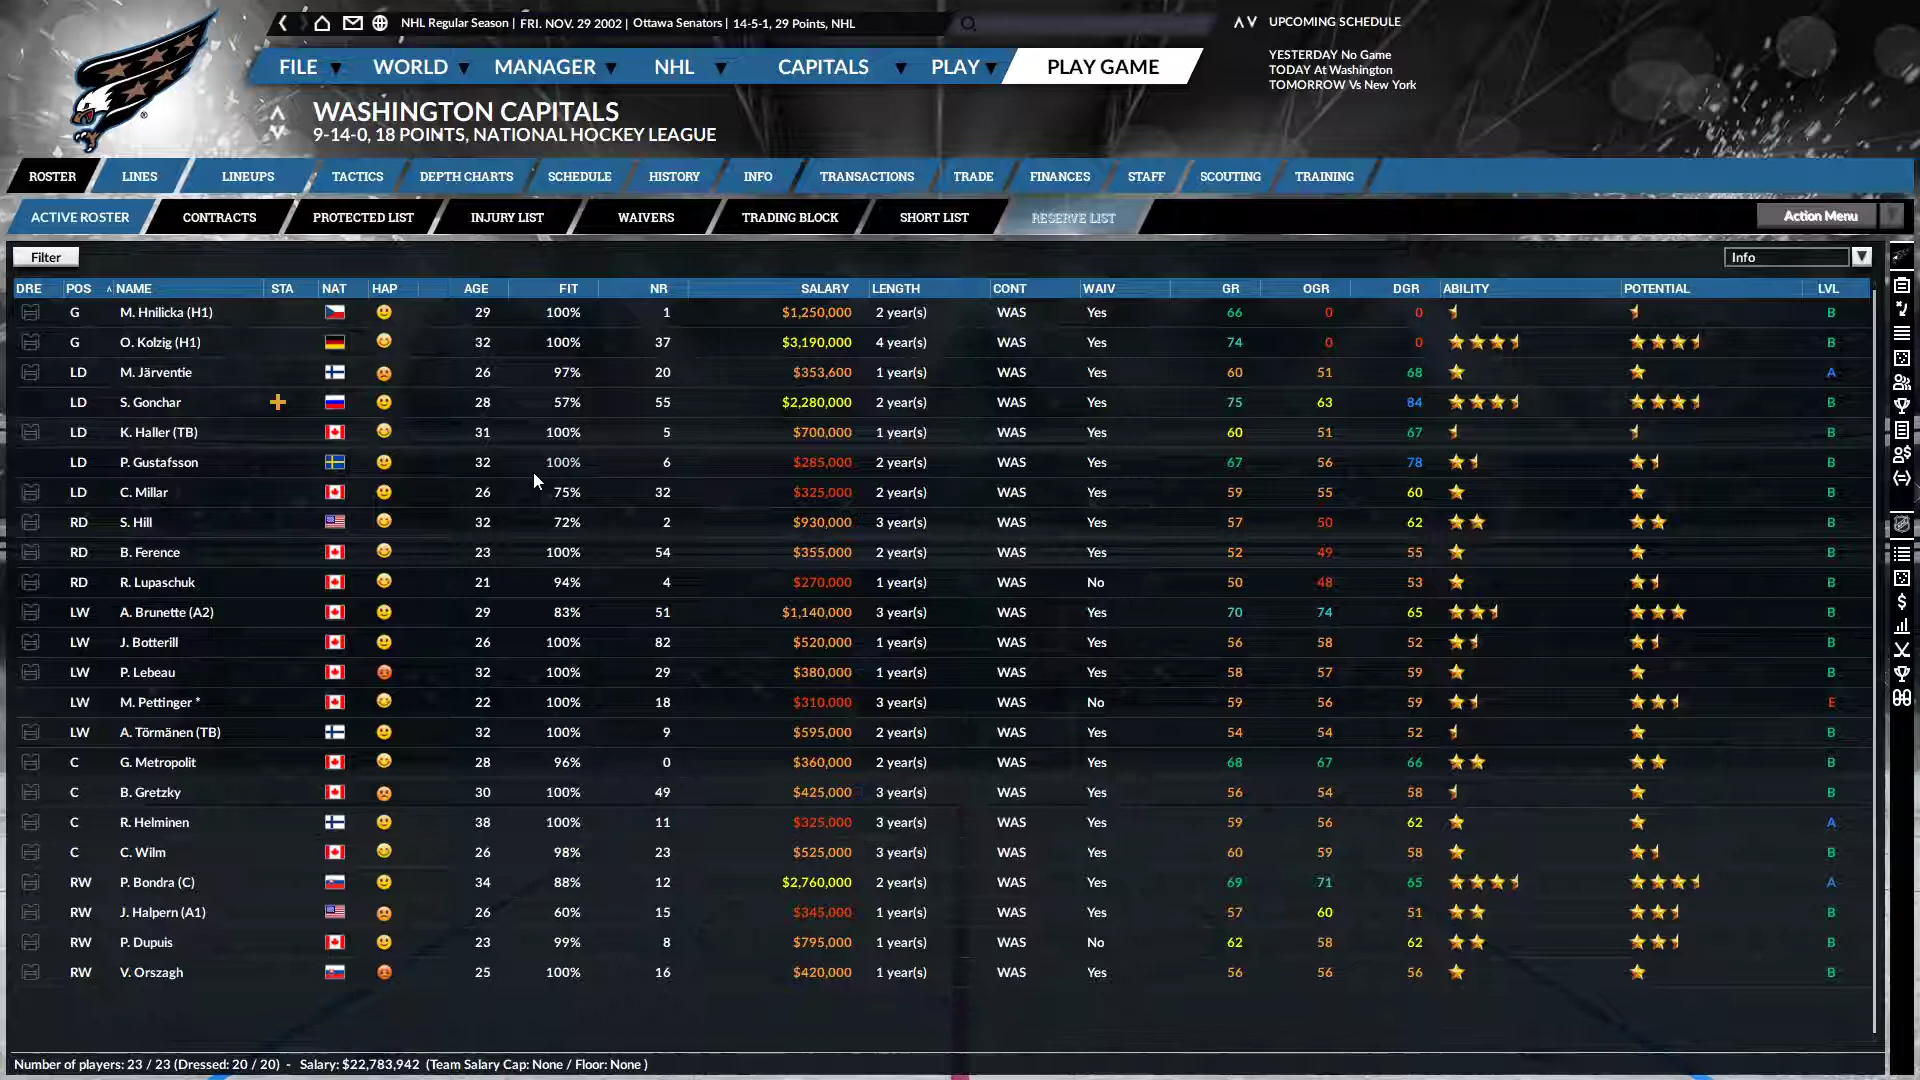 NHL Regular Season | FRI. NOV. 29 2002 | Ottawa Senators | 14-5-1, 29 Points, NHL
UPCOMING SCHEDULE
YESTERDAY No Game
TODAY At Washington
TOMORROW Vs New York
FILE WORLD MANAGER NHL CAPITALS PLAY PLAY GAME
WASHINGTON CAPITALS
9-14-0, 18 POINTS, NATIONAL HOCKEY LEAGUE
ROSTER LINES LINEUPS TACTICS DEPTH CHARTS SCHEDULE HISTORY INFO TRANSACTIONS TRADE FINANCES STAFF SCOUTING TRAINING
ACTIVE ROSTER CONTRACTS PROTECTED LIST INJURY LIST WAIVERS TRADING BLOCK SHORT LIST RESERVE LIST Action Menu
Filter Info
DRE POS NAME STA NAT HAP AGE FIT NR SALARY LENGTH CONT WAIV GR OGR DGR ABILITY POTENTIAL LVL
G M. Hnilicka (H1) 29 100% 1 $1,250,000 2 year(s) WAS Yes 66 0 0 B
G O. Kolzig (H1) 32 100% 37 $3,190,000 4 year(s) WAS Yes 74 0 0 B
LD M. Järventie 26 97% 20 $353,600 1 year(s) WAS Yes 60 51 68 A
LD S. Gonchar 28 57% 55 $2,280,000 2 year(s) WAS Yes 75 63 84 B
LD K. Haller (TB) 31 100% 5 $700,000 1 year(s) WAS Yes 60 51 67 B
LD P. Gustafsson 32 100% 6 $285,000 2 year(s) WAS Yes 67 56 78 B
LD C. Millar 26 75% 32 $325,000 2 year(s) WAS Yes 59 55 60 B
RD S. Hill 32 72% 2 $930,000 3 year(s) WAS Yes 57 50 62 B
RD B. Ference 23 100% 54 $355,000 2 year(s) WAS Yes 52 49 55 B
RD R. Lupaschuk 21 94% 4 $270,000 1 year(s) WAS No 50 48 53 B
LW A. Brunette (A2) 29 83% 51 $1,140,000 3 year(s) WAS Yes 70 74 65 B
LW J. Botterill 26 100% 82 $520,000 1 year(s) WAS Yes 56 58 52 B
LW P. Lebeau 32 100% 29 $380,000 1 year(s) WAS Yes 58 57 59 B
LW M. Pettinger * 22 100% 18 $310,000 3 year(s) WAS No 59 56 59 E
LW A. Törmänen (TB) 32 100% 9 $595,000 2 year(s) WAS Yes 54 54 52 B
C G. Metropolit 28 96% 0 $360,000 2 year(s) WAS Yes 68 67 66 B
C B. Gretzky 30 100% 49 $425,000 3 year(s) WAS Yes 56 54 58 B
C R. Helminen 38 100% 11 $325,000 3 year(s) WAS Yes 59 56 62 A
C C. Wilm 26 98% 23 $525,000 3 year(s) WAS Yes 60 59 58 B
RW P. Bondra (C) 34 88% 12 $2,760,000 2 year(s) WAS Yes 69 71 65 A
RW J. Halpern (A1) 26 60% 15 $345,000 1 year(s) WAS Yes 57 60 51 B
RW P. Dupuis 23 99% 8 $795,000 1 year(s) WAS No 62 58 62 B
RW V. Orszagh 25 100% 16 $420,000 1 year(s) WAS Yes 56 56 56 B
Number of players: 23 / 23 (Dressed: 20 / 20) - Salary: $22,783,942 (Team Salary Cap: None / Floor: None )